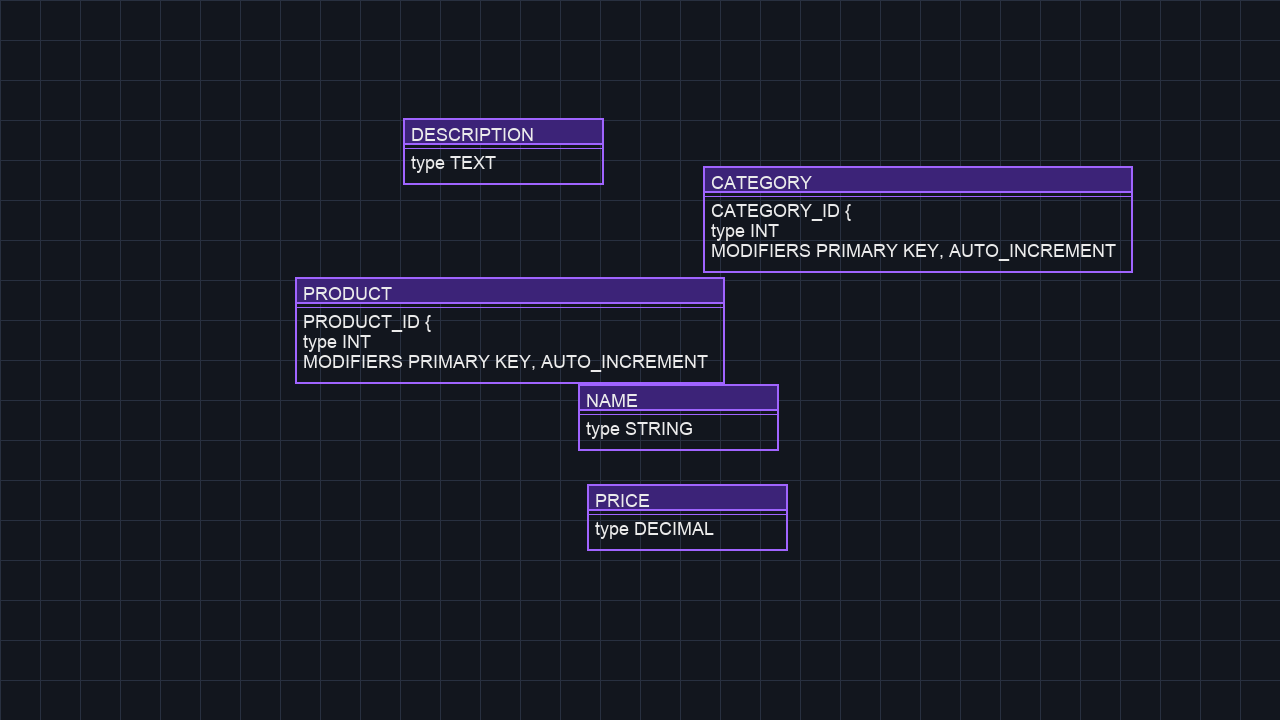 DESCRIPTION
type TEXT
CATEGORY
CATEGORY_ID {
type INT
MODIFIERS PRIMARY KEY, AUTO_INCREMENT
PRODUCT
PRODUCT_ID {
type INT
MODIFIERS PRIMARY KEY, AUTO_INCREMENT
NAME
type STRING
PRICE
type DECIMAL